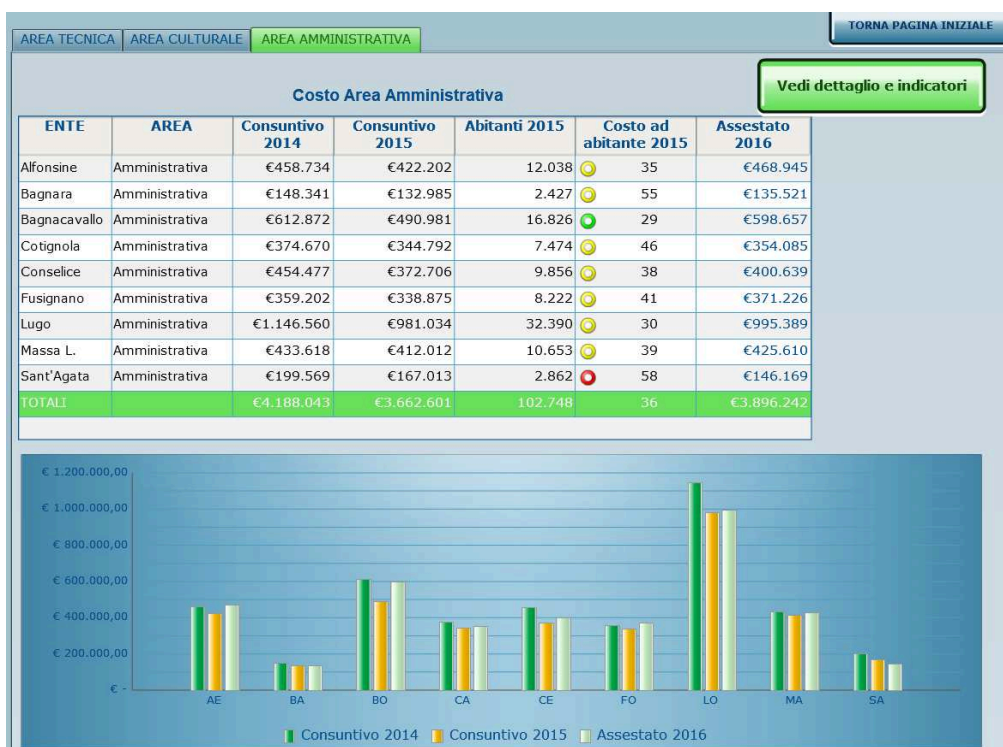 TORNA PAGINA INIZIALE
AREA TECNICA AREA CULTURALE AREA AMMINISTRATIVA
Vedi dettaglio e indicatori
Costo Area Amministrativa
ENTE AREA Consuntivo 2014 Consuntivo 2015 Abitanti 2015 Costo ad abitante 2015 Assestato 2016
Alfonsine Amministrativa €458.734 €422.202 12.038 35 €468.945
Bagnara Amministrativa €148.341 €132.985 2.427 55 €135.521
Bagnacavallo Amministrativa €612.872 €490.981 16.826 29 €598.657
Cotignola Amministrativa €374.670 €344.792 7.474 46 €354.085
Conselice Amministrativa €454.477 €372.706 9.856 38 €400.639
Fusignano Amministrativa €359.202 €338.875 8.222 41 €371.226
Lugo Amministrativa €1.146.560 €981.034 32.390 30 €995.389
Massa L. Amministrativa €433.618 €412.012 10.653 39 €425.610
Sant'Agata Amministrativa €199.569 €167.013 2.862 58 €146.169
TOTALI €4.188.043 €3.662.601 102.748 36 €3.896.242
€ 1.200.000,00
€ 1.000.000,00
€ 800.000,00
€ 600.000,00
€ 400.000,00
€ 200.000,00
€ -
AE BA BO CA CE FO LO MA SA
Consuntivo 2014 Consuntivo 2015 Assestato 2016